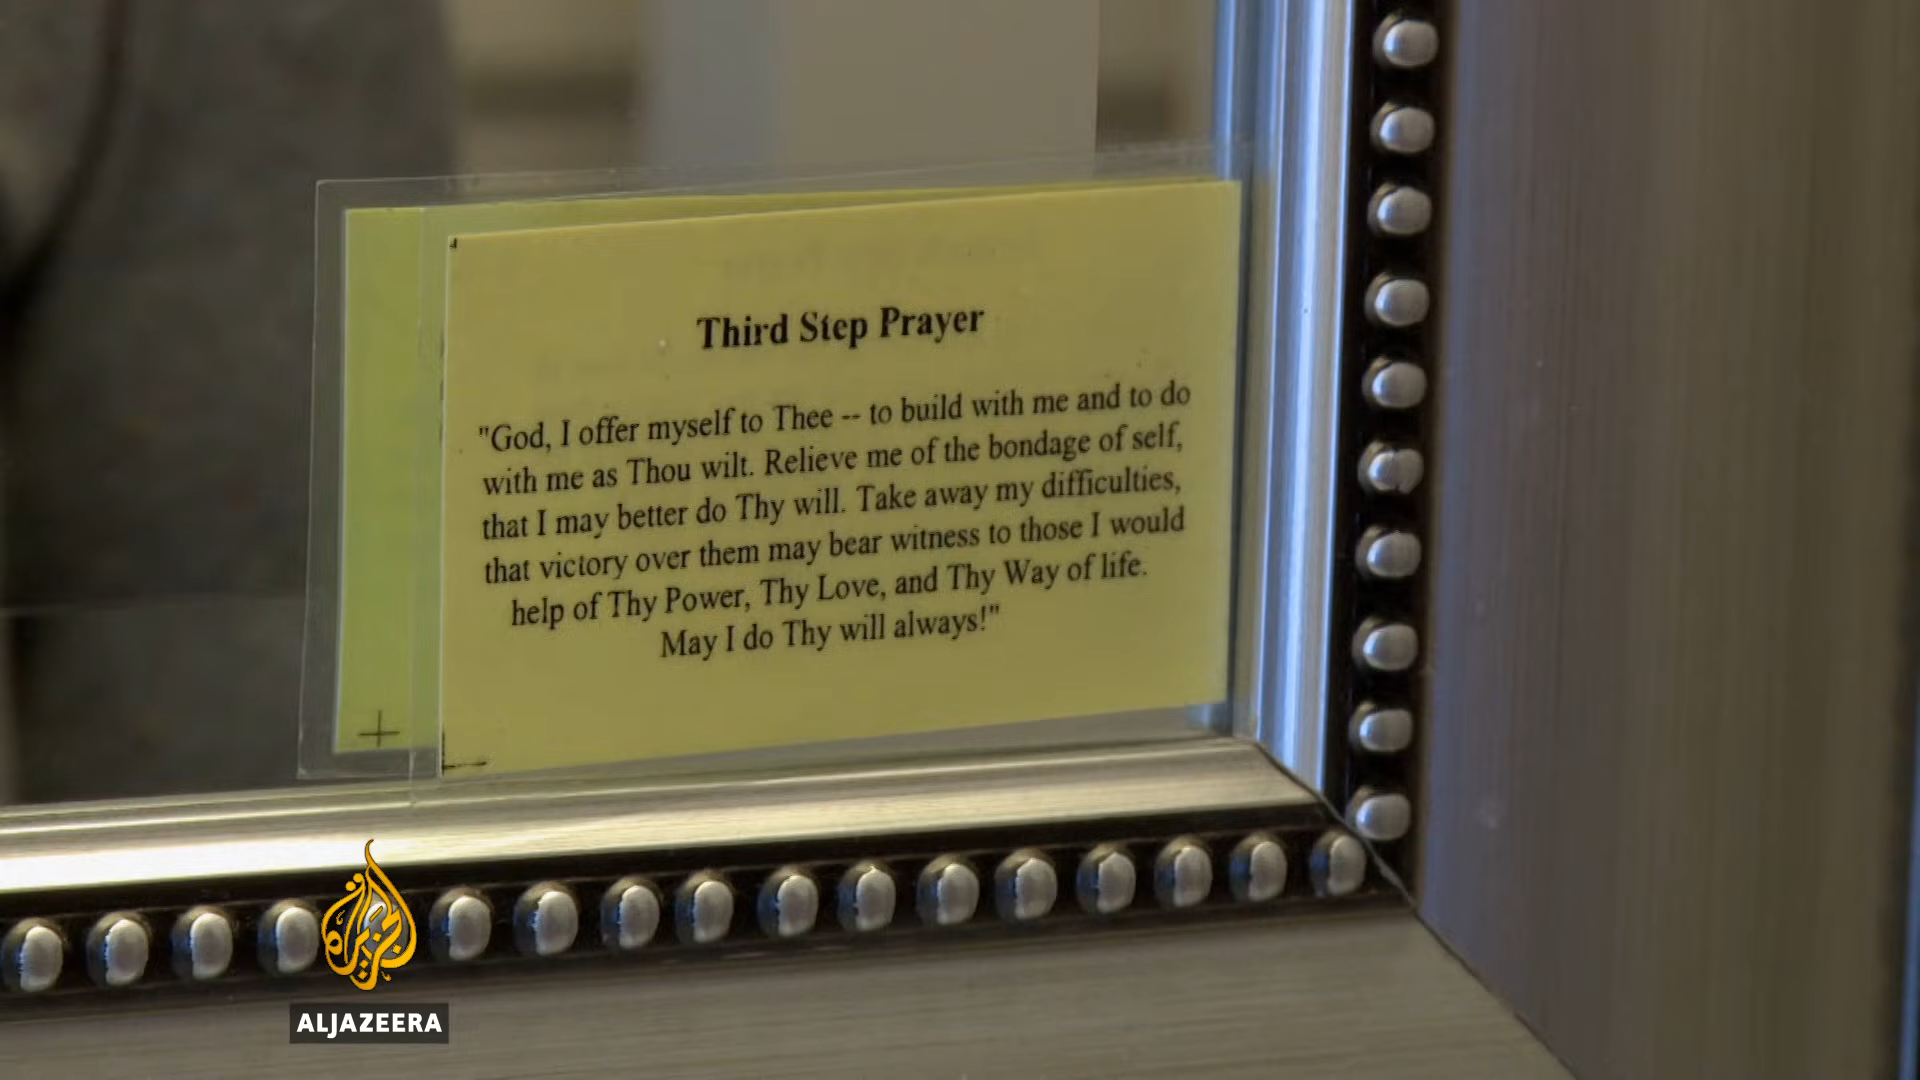 Third Step Prayer
"God, I offer myself to Thee -- to build with me and to do
with me as Thou wilt. Relieve me of the bondage of self,
that I may better do Thy will. Take away my difficulties,
that victory over them may bear witness to those I would
help of Thy Power, Thy Love, and Thy Way of life.
May I do Thy will always!"
الجزيرة
ALJAZEERA